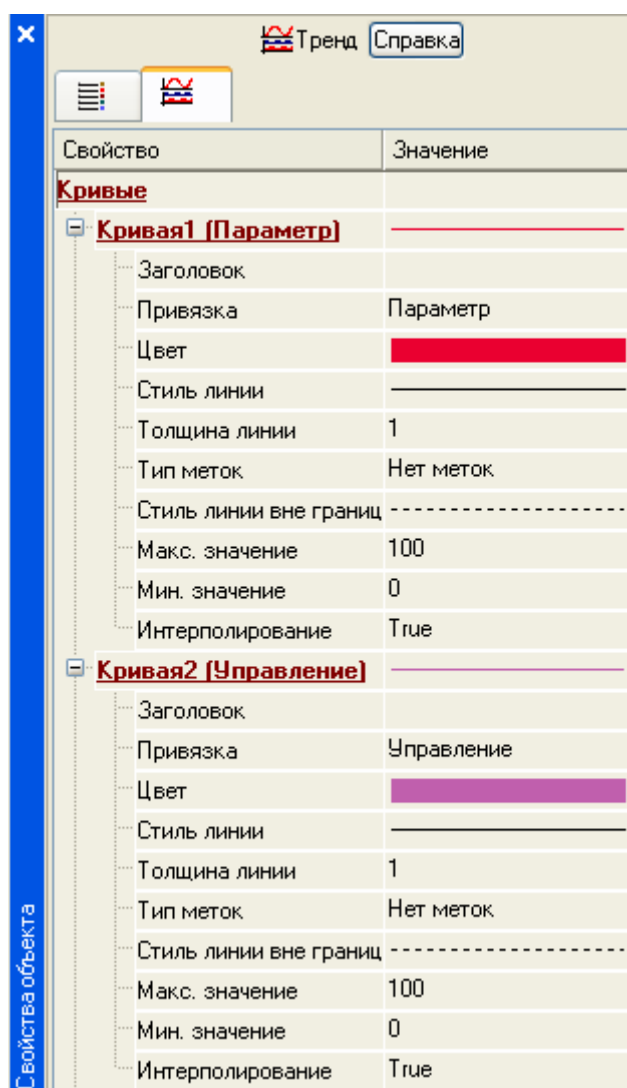 Тренд Справка
Свойство Значение
Кривые
Кривая1 (Параметр)
Заголовок
Привязка Параметр
Цвет
Стиль линии
Толщина линии 1
Тип меток Нет меток
Стиль линии вне границ
Макс. значение 100
Мин. значение 0
Интерполирование True
Кривая2 (Управление)
Заголовок
Привязка Управление
Цвет
Стиль линии
Толщина линии 1
Тип меток Нет меток
Стиль линии вне границ
Макс. значение 100
Мин. значение 0
Интерполирование True
Свойства объекта